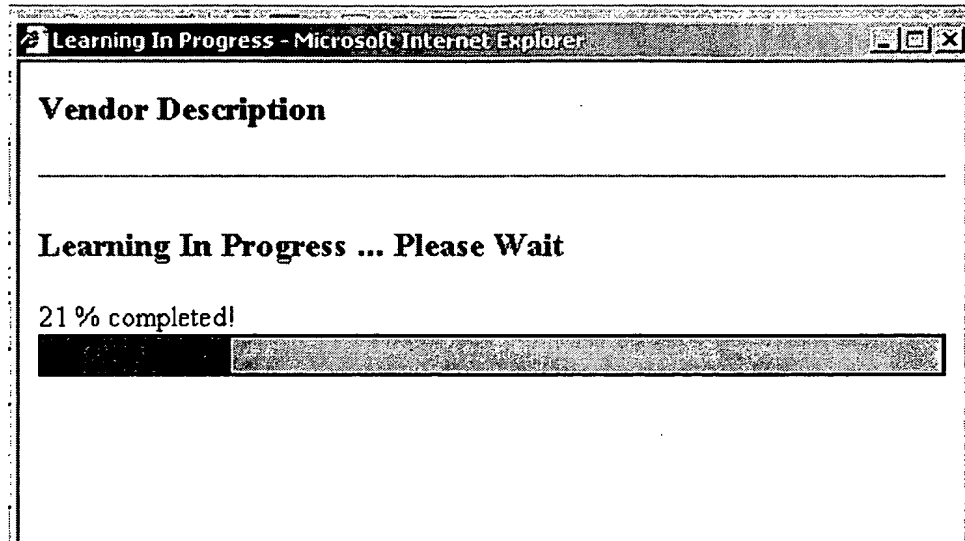 Learning In Progress - Microsoft Internet Explorer
Vendor Description
Learning In Progress ... Please Wait
21 % completed!